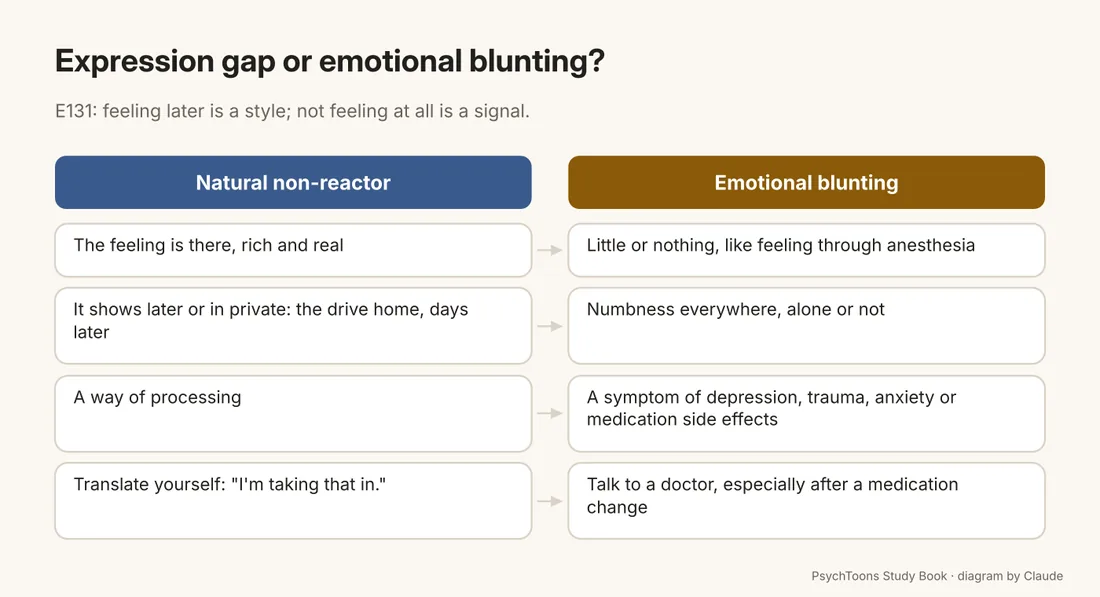 Expression gap or emotional blunting?
E131: feeling later is a style; not feeling at all is a signal.
Natural non-reactor
Emotional blunting
The feeling is there, rich and real
Little or nothing, like feeling through anesthesia
It shows later or in private: the drive home, days
later
Numbness everywhere, alone or not
A way of processing
A symptom of depression, trauma, anxiety or
medication side effects
Translate yourself: "I'm taking that in."
Talk to a doctor, especially after a medication
change
PsychToons Study Book · diagram by Claude